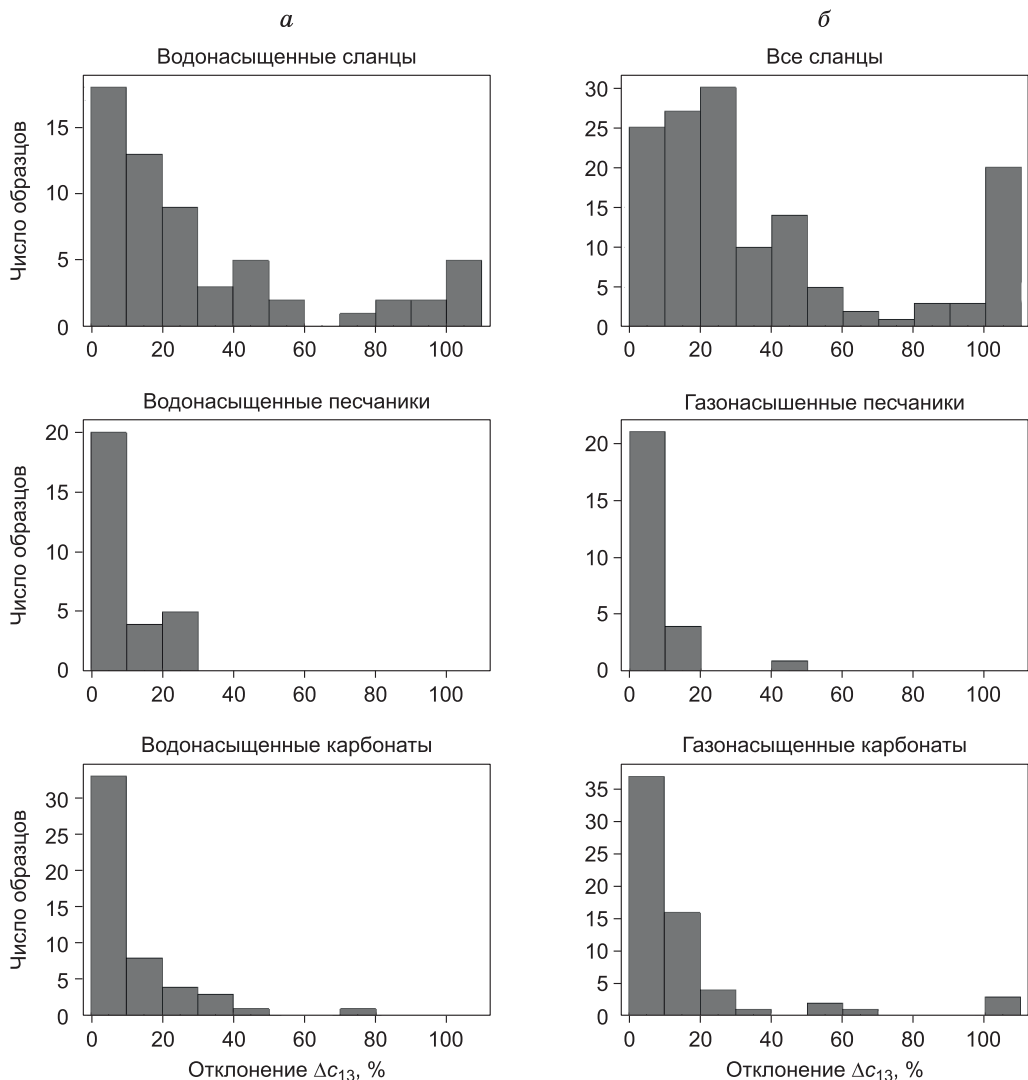 а
Водонасыщенные сланцы
Число образцов
15
10
5
0
0 20 40 60 80 100
б
Все сланцы
30
25
20
15
10
5
0
0 20 40 60 80 100
Водонасыщенные песчаники
Число образцов
20
15
10
5
0
0 20 40 60 80 100
Газонасышенные песчаники
20
15
10
5
0
0 20 40 60 80 100
Водонасыщенные карбонаты
Число образцов
30
25
20
15
10
5
0
0 20 40 60 80 100
Отклонение Δc₁₃, %
Газонасыщенные карбонаты
35
30
25
20
15
10
5
0
0 20 40 60 80 100
Отклонение Δc₁₃, %